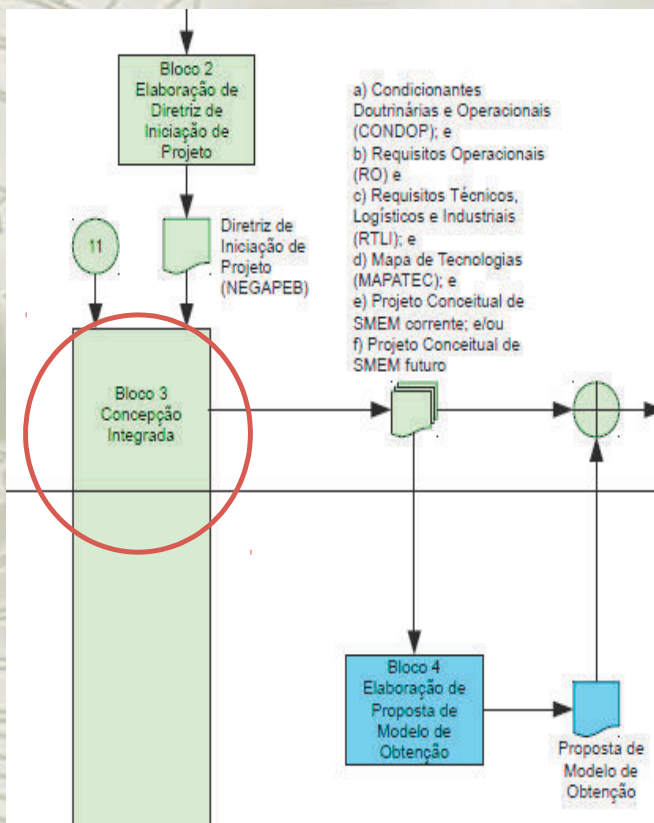 Bloco 2
Elaboração de
Diretriz de
Iniciação de
Projeto
a) Condicionantes
Doutrinárias e Operacionais
(CONDOP); e
b) Requisitos Operacionais
(RO) e
c) Requisitos Técnicos,
Logísticos e Industriais
(RTLI); e
d) Mapa de Tecnologias
(MAPATEC); e
e) Projeto Conceitual de
SMEM corrente; e/ou
f) Projeto Conceitual de
SMEM futuro
11
Diretriz de
Iniciação de
Projeto
(NEGAPEB)
Bloco 3
Concepção
Integrada
Bloco 4
Elaboração de
Proposta de
Modelo de
Obtenção
Proposta de
Modelo de
Obtenção